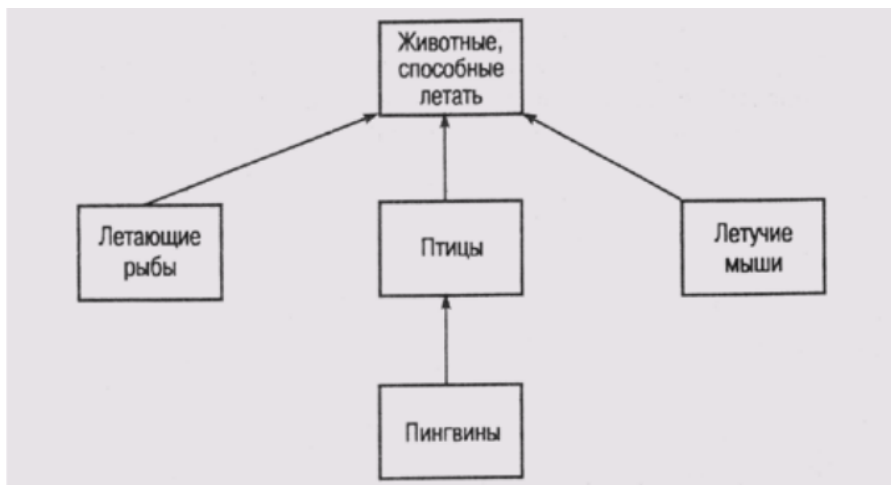 Животные,
способные
летать
Летающие
рыбы
Птицы
Летучие
мыши
Пингвины